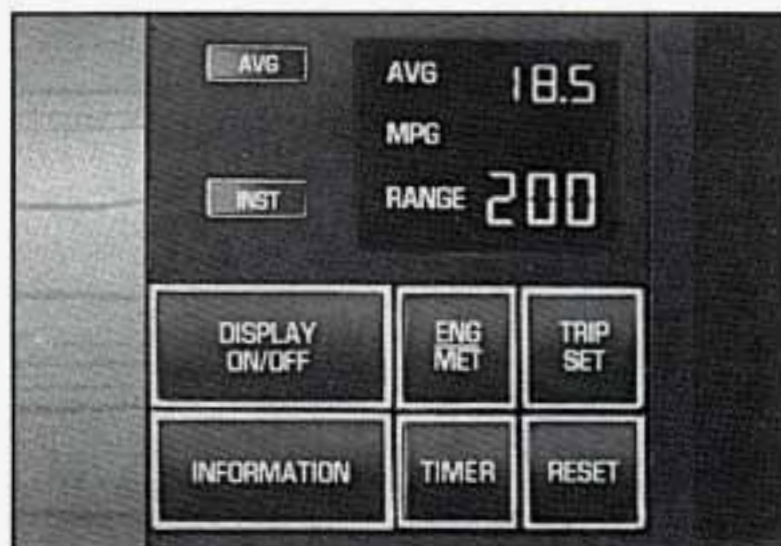 AVG
AVG 18.5
MPG
INST
RANGE 200
DISPLAY
ON/OFF
ENG
MET
TRIP
SET
INFORMATION
TIMER
RESET